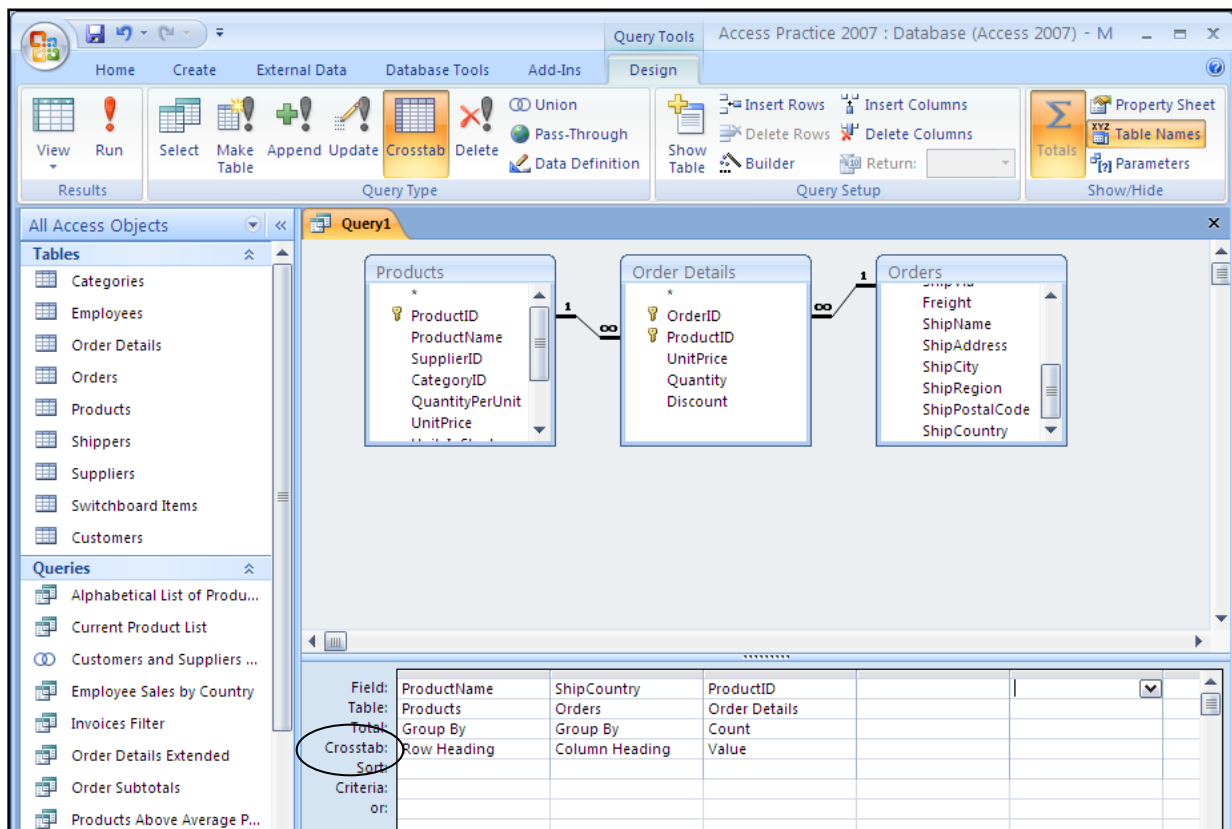 Query Tools Access Practice 2007 : Database (Access 2007) - M
Home Create External Data Database Tools Add-Ins Design
View Run Select Make Table Append Update Crosstab Delete
Union
Pass-Through
Data Definition
Show Table
Insert Rows Insert Columns
Delete Rows Delete Columns
Builder Return:
Totals
Property Sheet
XYZ Table Names
Parameters
Results Query Type Query Setup Show/Hide
All Access Objects
Query1
Tables
Categories
Employees
Order Details
Orders
Products
Shippers
Suppliers
Switchboard Items
Customers
Queries
Alphabetical List of Produ...
Current Product List
Customers and Suppliers ...
Employee Sales by Country
Invoices Filter
Order Details Extended
Order Subtotals
Products Above Average P...
Products
*
ProductID
ProductName
SupplierID
CategoryID
QuantityPerUnit
UnitPrice
1 ∞
Order Details
*
OrderID
ProductID
UnitPrice
Quantity
Discount
∞ 1
Orders
ShipVia
Freight
ShipName
ShipAddress
ShipCity
ShipRegion
ShipPostalCode
ShipCountry
Field: ProductName ShipCountry ProductID
Table: Products Orders Order Details
Total: Group By Group By Count
Crosstab: Row Heading Column Heading Value
Sort:
Criteria:
or: